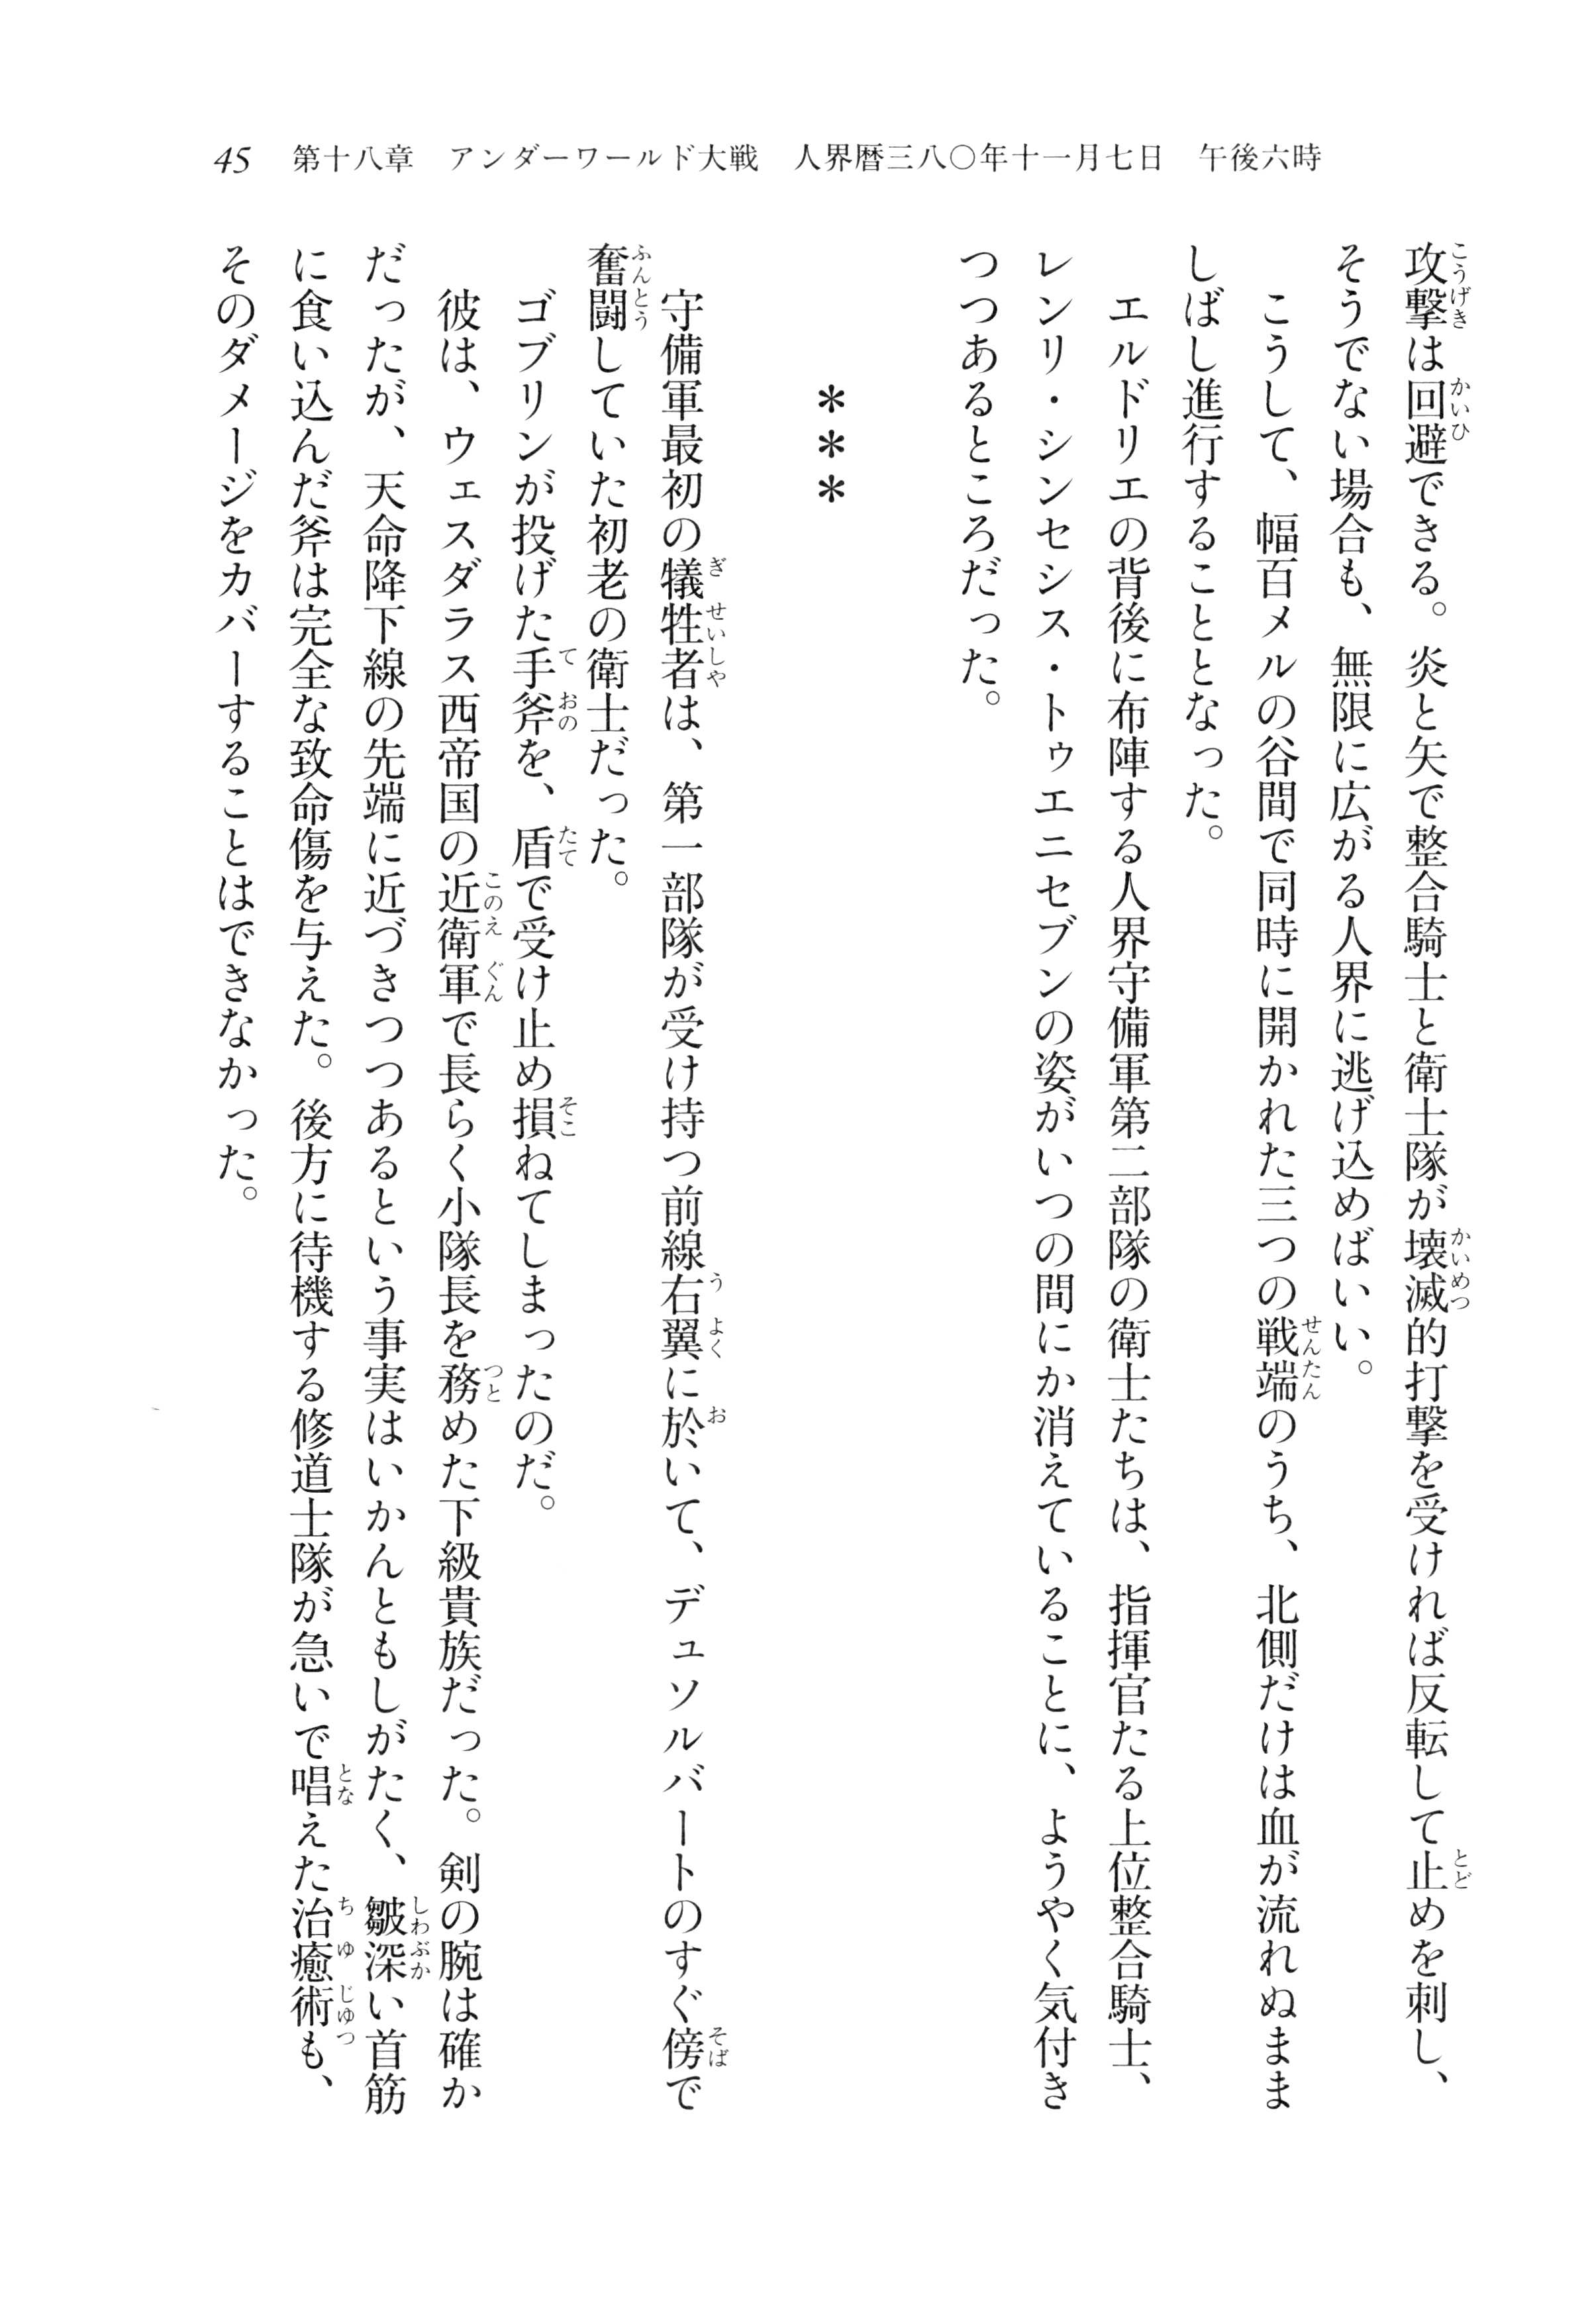 45　第十八章　アンダーワールド大戦　人界暦三八〇年十一月七日　午後六時
攻撃は回避できる。炎と矢で整合騎士と衛士隊が壊滅的打撃を受ければ反転して止めを刺し、
そうでない場合も、無限に広がる人界に逃げ込めばいい。
　こうして、幅百メルの谷間で同時に開かれた三つの戦端のうち、北側だけは血が流れぬまま
しばし進行することとなった。
　エルドリエの背後に布陣する人界守備軍第二部隊の衛士たちは、指揮官たる上位整合騎士、
レンリ・シンセシス・トゥエニセブンの姿がいつの間にか消えていることに、ようやく気付き
つつあるところだった。
＊＊＊
　守備軍最初の犠牲者は、第一部隊が受け持つ前線右翼に於いて、デュソルバートのすぐ傍で
奮闘していた初老の衛士だった。
　ゴブリンが投げた手斧を、盾で受け止め損ねてしまったのだ。
　彼は、ウェスダラス西帝国の近衛軍で長らく小隊長を務めた下級貴族だった。剣の腕は確か
だったが、天命降下線の先端に近づきつつあるという事実はいかんともしがたく、皺深い首筋
に食い込んだ斧は完全な致命傷を与えた。後方に待機する修道士隊が急いで唱えた治癒術も、
そのダメージをカバーすることはできなかった。